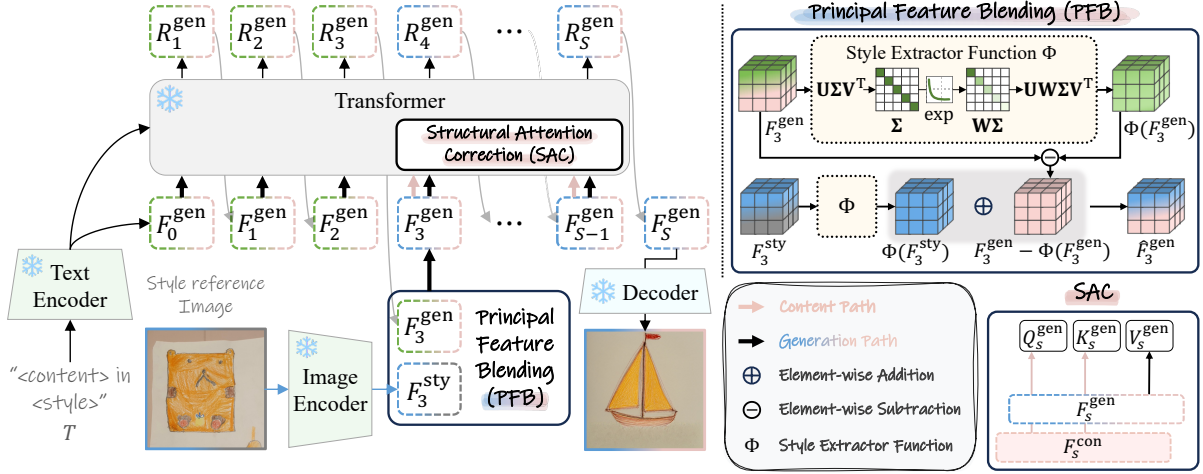 R_1^gen R_2^gen R_3^gen R_4^gen ... R_S^gen
Transformer
Structural Attention
Correction (SAC)
F_0^gen F_1^gen F_2^gen F_3^gen ... F_{S-1}^gen F_S^gen
Text
Encoder
"<content> in
<style>"
T
Style reference
Image
Image
Encoder
F_3^gen
F_3^sty
Principal
Feature
Blending
(PFB)
Decoder
Principal Feature Blending (PFB)
Style Extractor Function Φ
UΣV^T
exp
UWΣV^T
Σ
WΣ
F_3^gen
Φ(F_3^gen)
Φ
F_3^sty
Φ(F_3^sty)
F_3^gen − Φ(F_3^gen)
F̂_3^gen
Content Path
Generation Path
⊕ Element-wise Addition
⊖ Element-wise Subtraction
Φ Style Extractor Function
SAC
Q_s^gen K_s^gen V_s^gen
F_s^gen
F_s^con